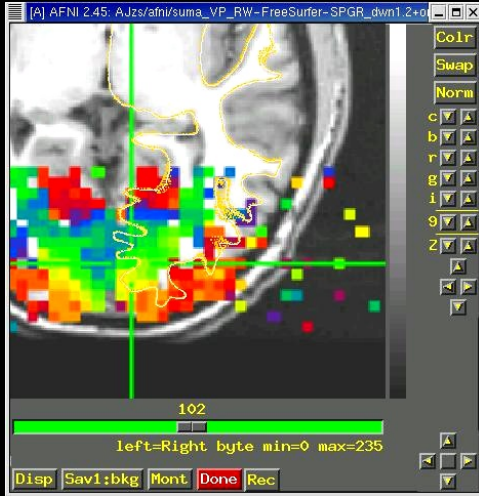 [A] AFNI 2.45: AJzs/afni/suma_VP_RW-FreeSurfer-SPGR_dwn1.2+or
Colr
Swap
Norm
c
b
r
g
i
9
Z
102
left=Right byte min=0 max=235
Disp Sav1:bkg Mont Done Rec